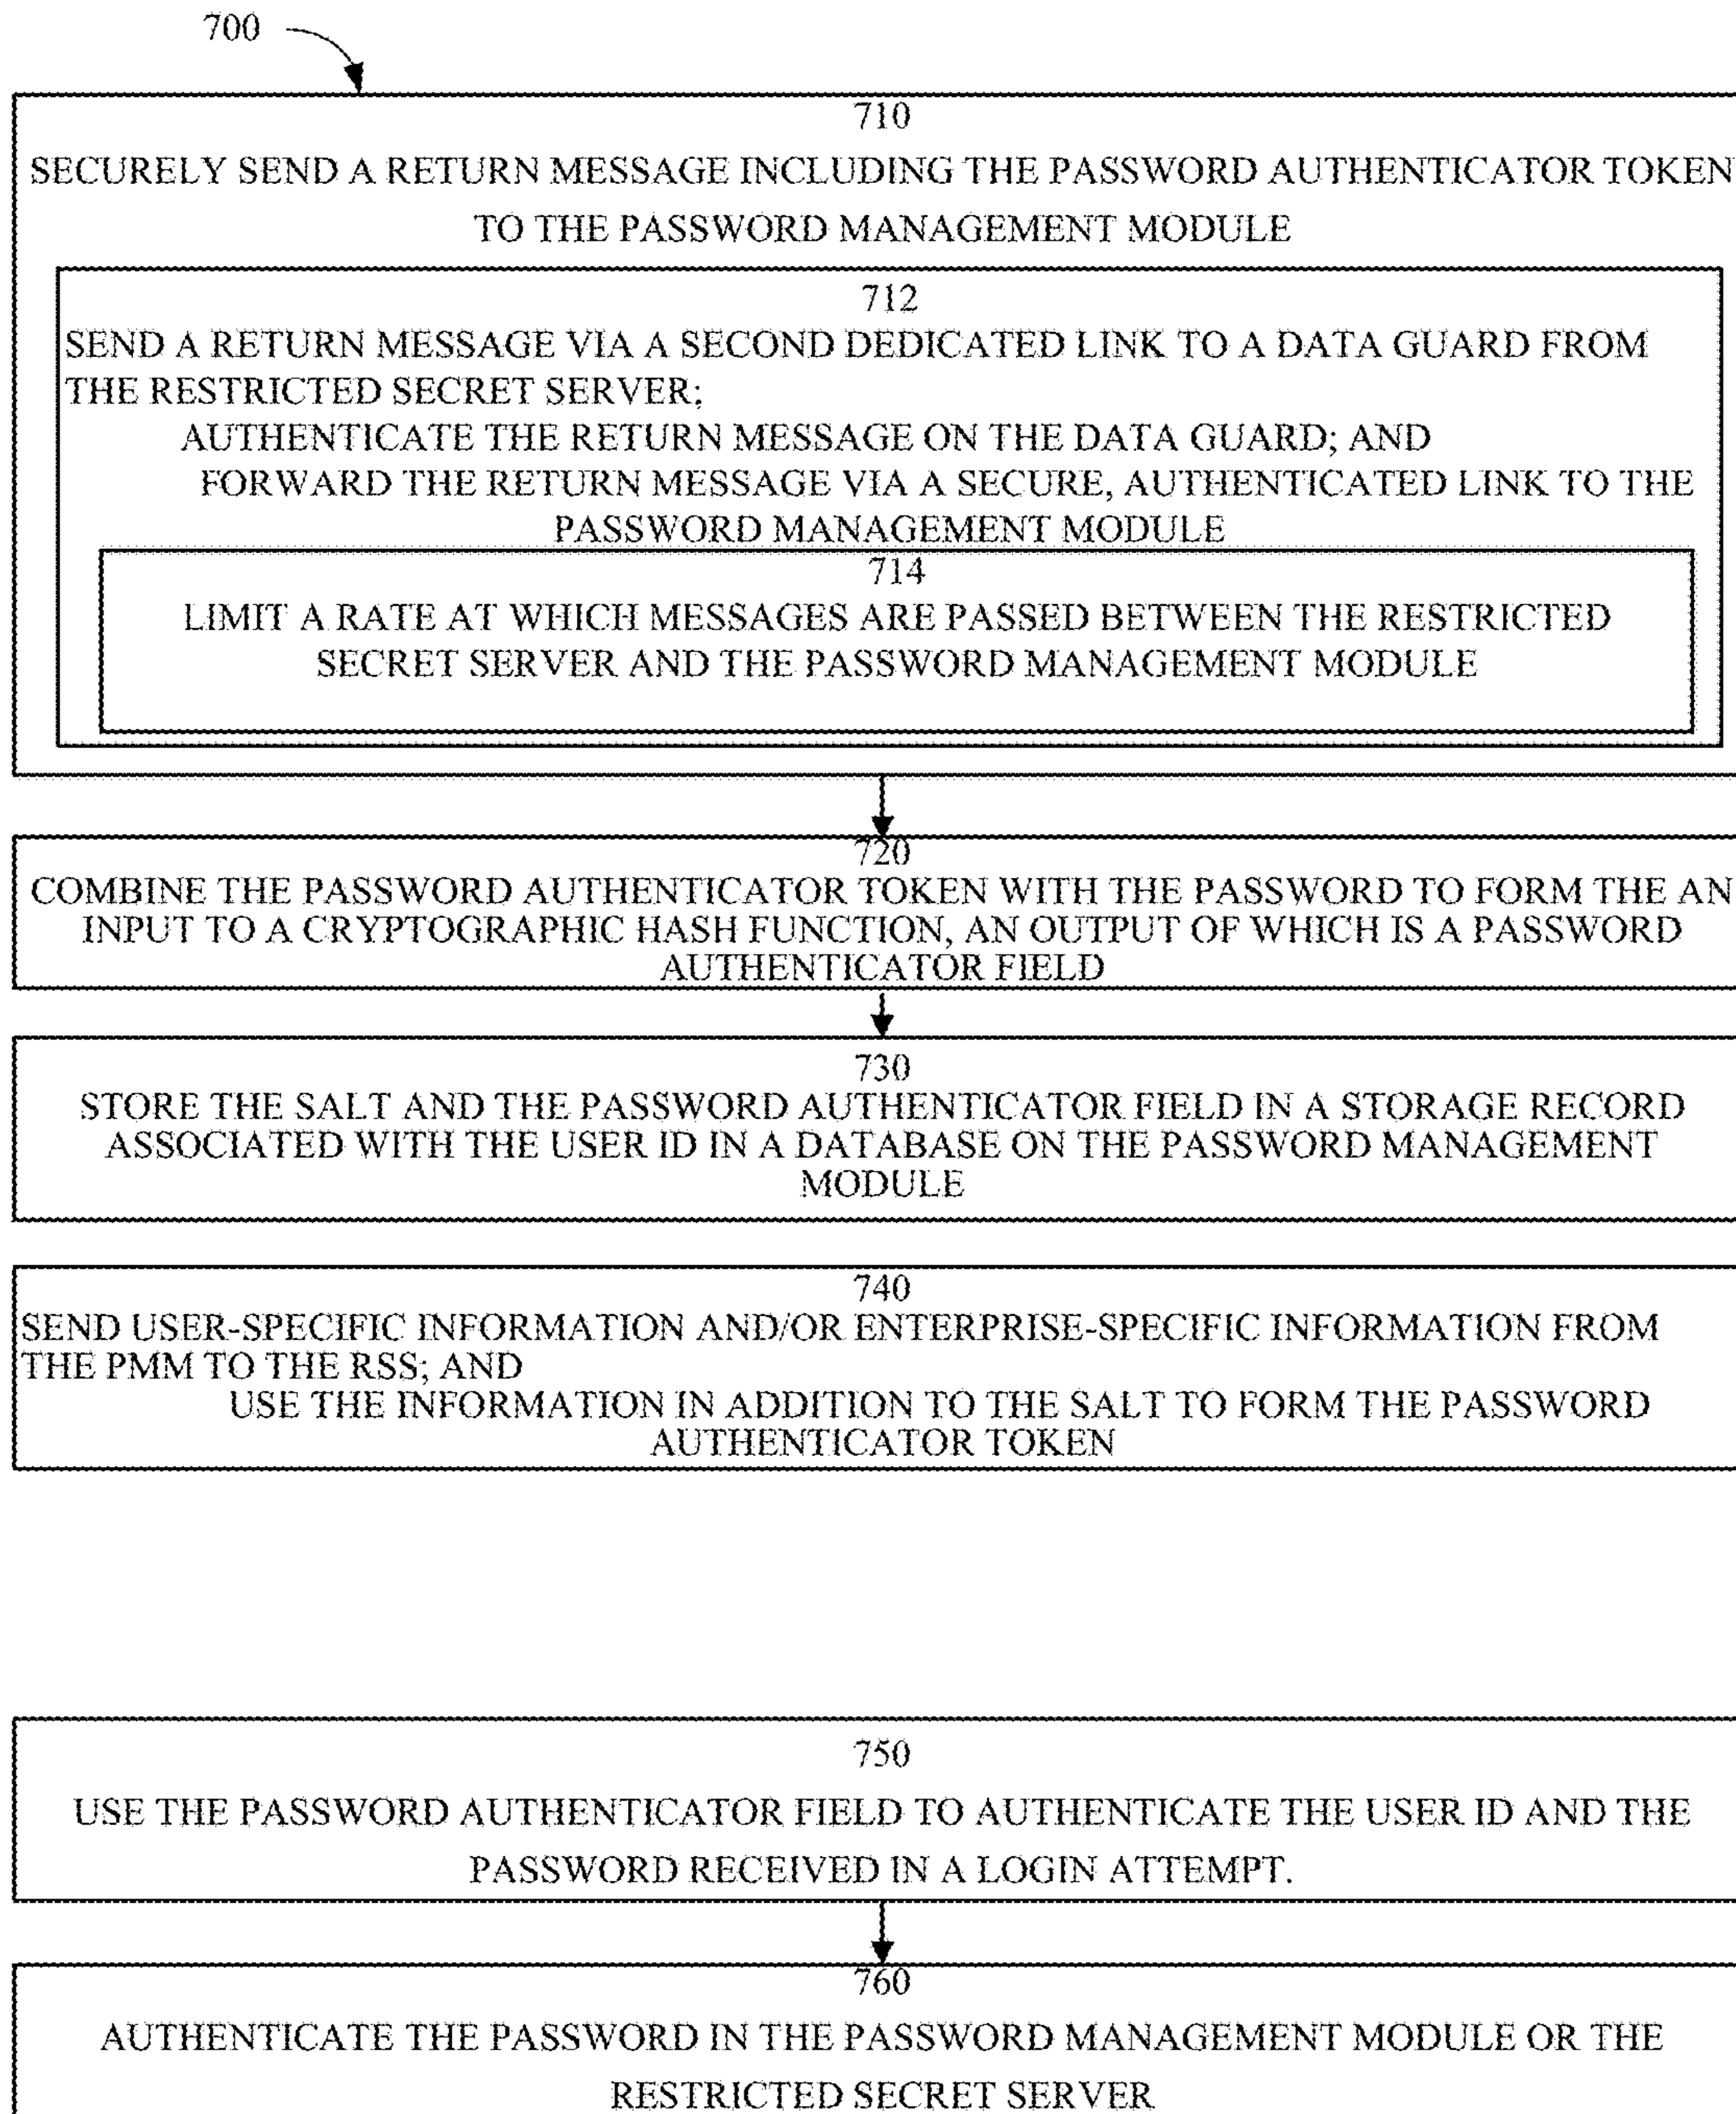 700
710
SECURELY SEND A RETURN MESSAGE INCLUDING THE PASSWORD AUTHENTICATOR TOKEN
TO THE PASSWORD MANAGEMENT MODULE
712
SEND A RETURN MESSAGE VIA A SECOND DEDICATED LINK TO A DATA GUARD FROM
THE RESTRICTED SECRET SERVER;
AUTHENTICATE THE RETURN MESSAGE ON THE DATA GUARD; AND
FORWARD THE RETURN MESSAGE VIA A SECURE, AUTHENTICATED LINK TO THE
PASSWORD MANAGEMENT MODULE
714
LIMIT A RATE AT WHICH MESSAGES ARE PASSED BETWEEN THE RESTRICTED
SECRET SERVER AND THE PASSWORD MANAGEMENT MODULE
720
COMBINE THE PASSWORD AUTHENTICATOR TOKEN WITH THE PASSWORD TO FORM THE AN
INPUT TO A CRYPTOGRAPHIC HASH FUNCTION, AN OUTPUT OF WHICH IS A PASSWORD
AUTHENTICATOR FIELD
730
STORE THE SALT AND THE PASSWORD AUTHENTICATOR FIELD IN A STORAGE RECORD
ASSOCIATED WITH THE USER ID IN A DATABASE ON THE PASSWORD MANAGEMENT
MODULE
740
SEND USER-SPECIFIC INFORMATION AND/OR ENTERPRISE-SPECIFIC INFORMATION FROM
THE PMM TO THE RSS; AND
USE THE INFORMATION IN ADDITION TO THE SALT TO FORM THE PASSWORD
AUTHENTICATOR TOKEN
750
USE THE PASSWORD AUTHENTICATOR FIELD TO AUTHENTICATE THE USER ID AND THE
PASSWORD RECEIVED IN A LOGIN ATTEMPT.
760
AUTHENTICATE THE PASSWORD IN THE PASSWORD MANAGEMENT MODULE OR THE
RESTRICTED SECRET SERVER